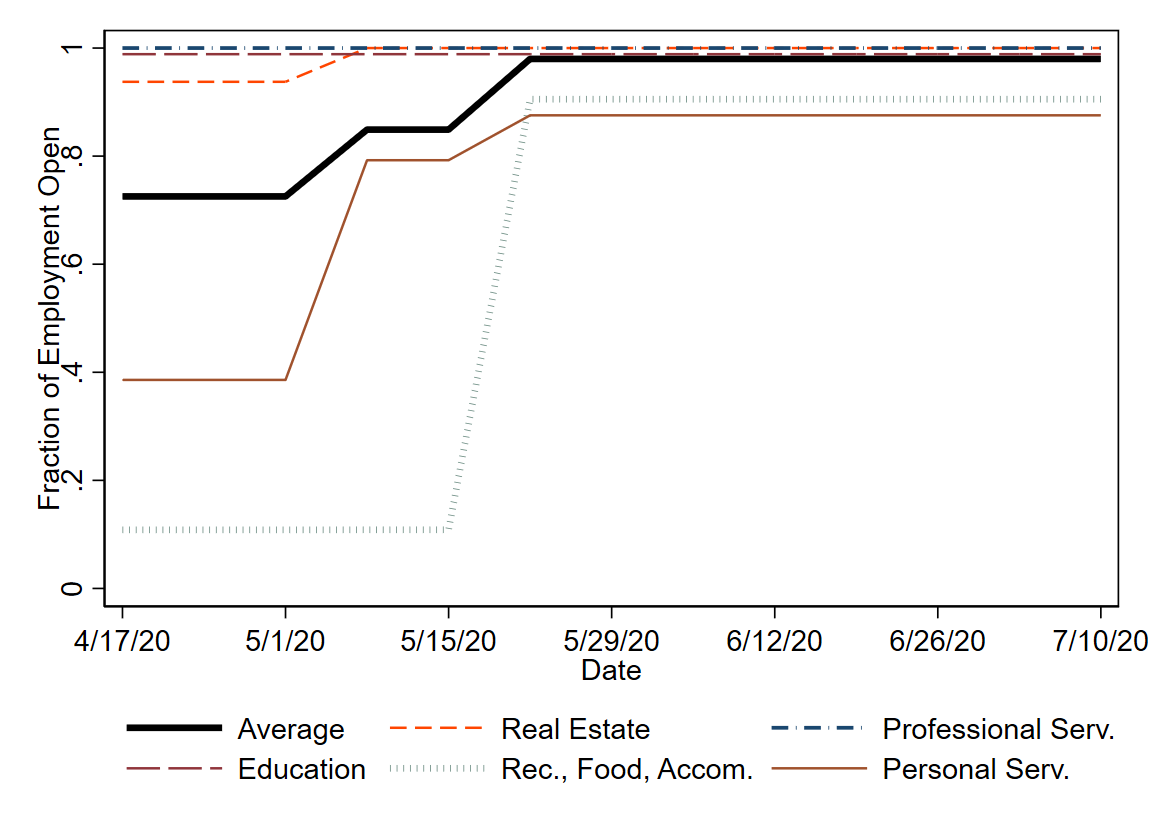 Fraction of Employment Open
1
.8
.6
.4
.2
0
4/17/20 5/1/20 5/15/20 5/29/20 6/12/20 6/26/20 7/10/20
Date
Average Real Estate Professional Serv.
Education Rec., Food, Accom. Personal Serv.